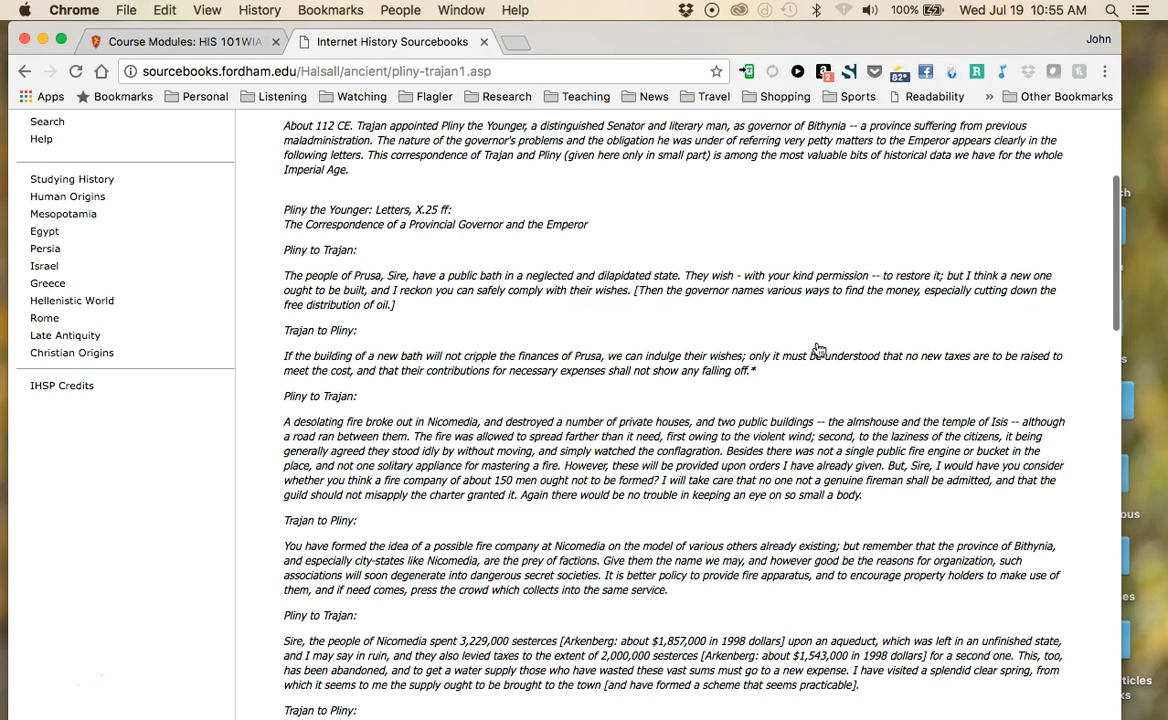 Chrome File Edit View History Bookmarks People Window Help 100% Wed Jul 19 10:55 AM
Course Modules: HIS 101WIA Internet History Sourcebooks John
sourcebooks.fordham.edu/Halsall/ancient/pliny-trajan1.asp 2 82°
Apps Bookmarks Personal Listening Watching Flagler Research Teaching News Travel Shopping Sports Readability » Other Bookmarks
Search
Help
Studying History
Human Origins
Mesopotamia
Egypt
Persia
Israel
Greece
Hellenistic World
Rome
Late Antiquity
Christian Origins
IHSP Credits
About 112 CE. Trajan appointed Pliny the Younger, a distinguished Senator and literary man, as governor of Bithynia -- a province suffering from previous
maladministration. The nature of the governor's problems and the obligation he was under of referring very petty matters to the Emperor appears clearly in the
following letters. This correspondence of Trajan and Pliny (given here only in small part) is among the most valuable bits of historical data we have for the whole
Imperial Age.
Pliny the Younger: Letters, X.25 ff:
The Correspondence of a Provincial Governor and the Emperor
Pliny to Trajan:
The people of Prusa, Sire, have a public bath in a neglected and dilapidated state. They wish - with your kind permission -- to restore it; but I think a new one
ought to be built, and I reckon you can safely comply with their wishes. [Then the governor names various ways to find the money, especially cutting down the
free distribution of oil.]
Trajan to Pliny:
If the building of a new bath will not cripple the finances of Prusa, we can indulge their wishes; only it must be understood that no new taxes are to be raised to
meet the cost, and that their contributions for necessary expenses shall not show any falling off.*
Pliny to Trajan:
A desolating fire broke out in Nicomedia, and destroyed a number of private houses, and two public buildings -- the almshouse and the temple of Isis -- although
a road ran between them. The fire was allowed to spread farther than it need, first owing to the violent wind; second, to the laziness of the citizens, it being
generally agreed they stood idly by without moving, and simply watched the conflagration. Besides there was not a single public fire engine or bucket in the
place, and not one solitary appliance for mastering a fire. However, these will be provided upon orders I have already given. But, Sire, I would have you consider
whether you think a fire company of about 150 men ought not to be formed? I will take care that no one not a genuine fireman shall be admitted, and that the
guild should not misapply the charter granted it. Again there would be no trouble in keeping an eye on so small a body.
Trajan to Pliny:
You have formed the idea of a possible fire company at Nicomedia on the model of various others already existing; but remember that the province of Bithynia,
and especially city-states like Nicomedia, are the prey of factions. Give them the name we may, and however good be the reasons for organization, such
associations will soon degenerate into dangerous secret societies. It is better policy to provide fire apparatus, and to encourage property holders to make use of
them, and if need comes, press the crowd which collects into the same service.
Pliny to Trajan:
Sire, the people of Nicomedia spent 3,229,000 sesterces [Arkenberg: about $1,857,000 in 1998 dollars] upon an aqueduct, which was left in an unfinished state,
and I may say in ruin, and they also levied taxes to the extent of 2,000,000 sesterces [Arkenberg: about $1,543,000 in 1998 dollars] for a second one. This, too,
has been abandoned, and to get a water supply those who have wasted these vast sums must go to a new expense. I have visited a splendid clear spring, from
which it seems to me the supply ought to be brought to the town [and have formed a scheme that seems practicable].
Trajan to Pliny: